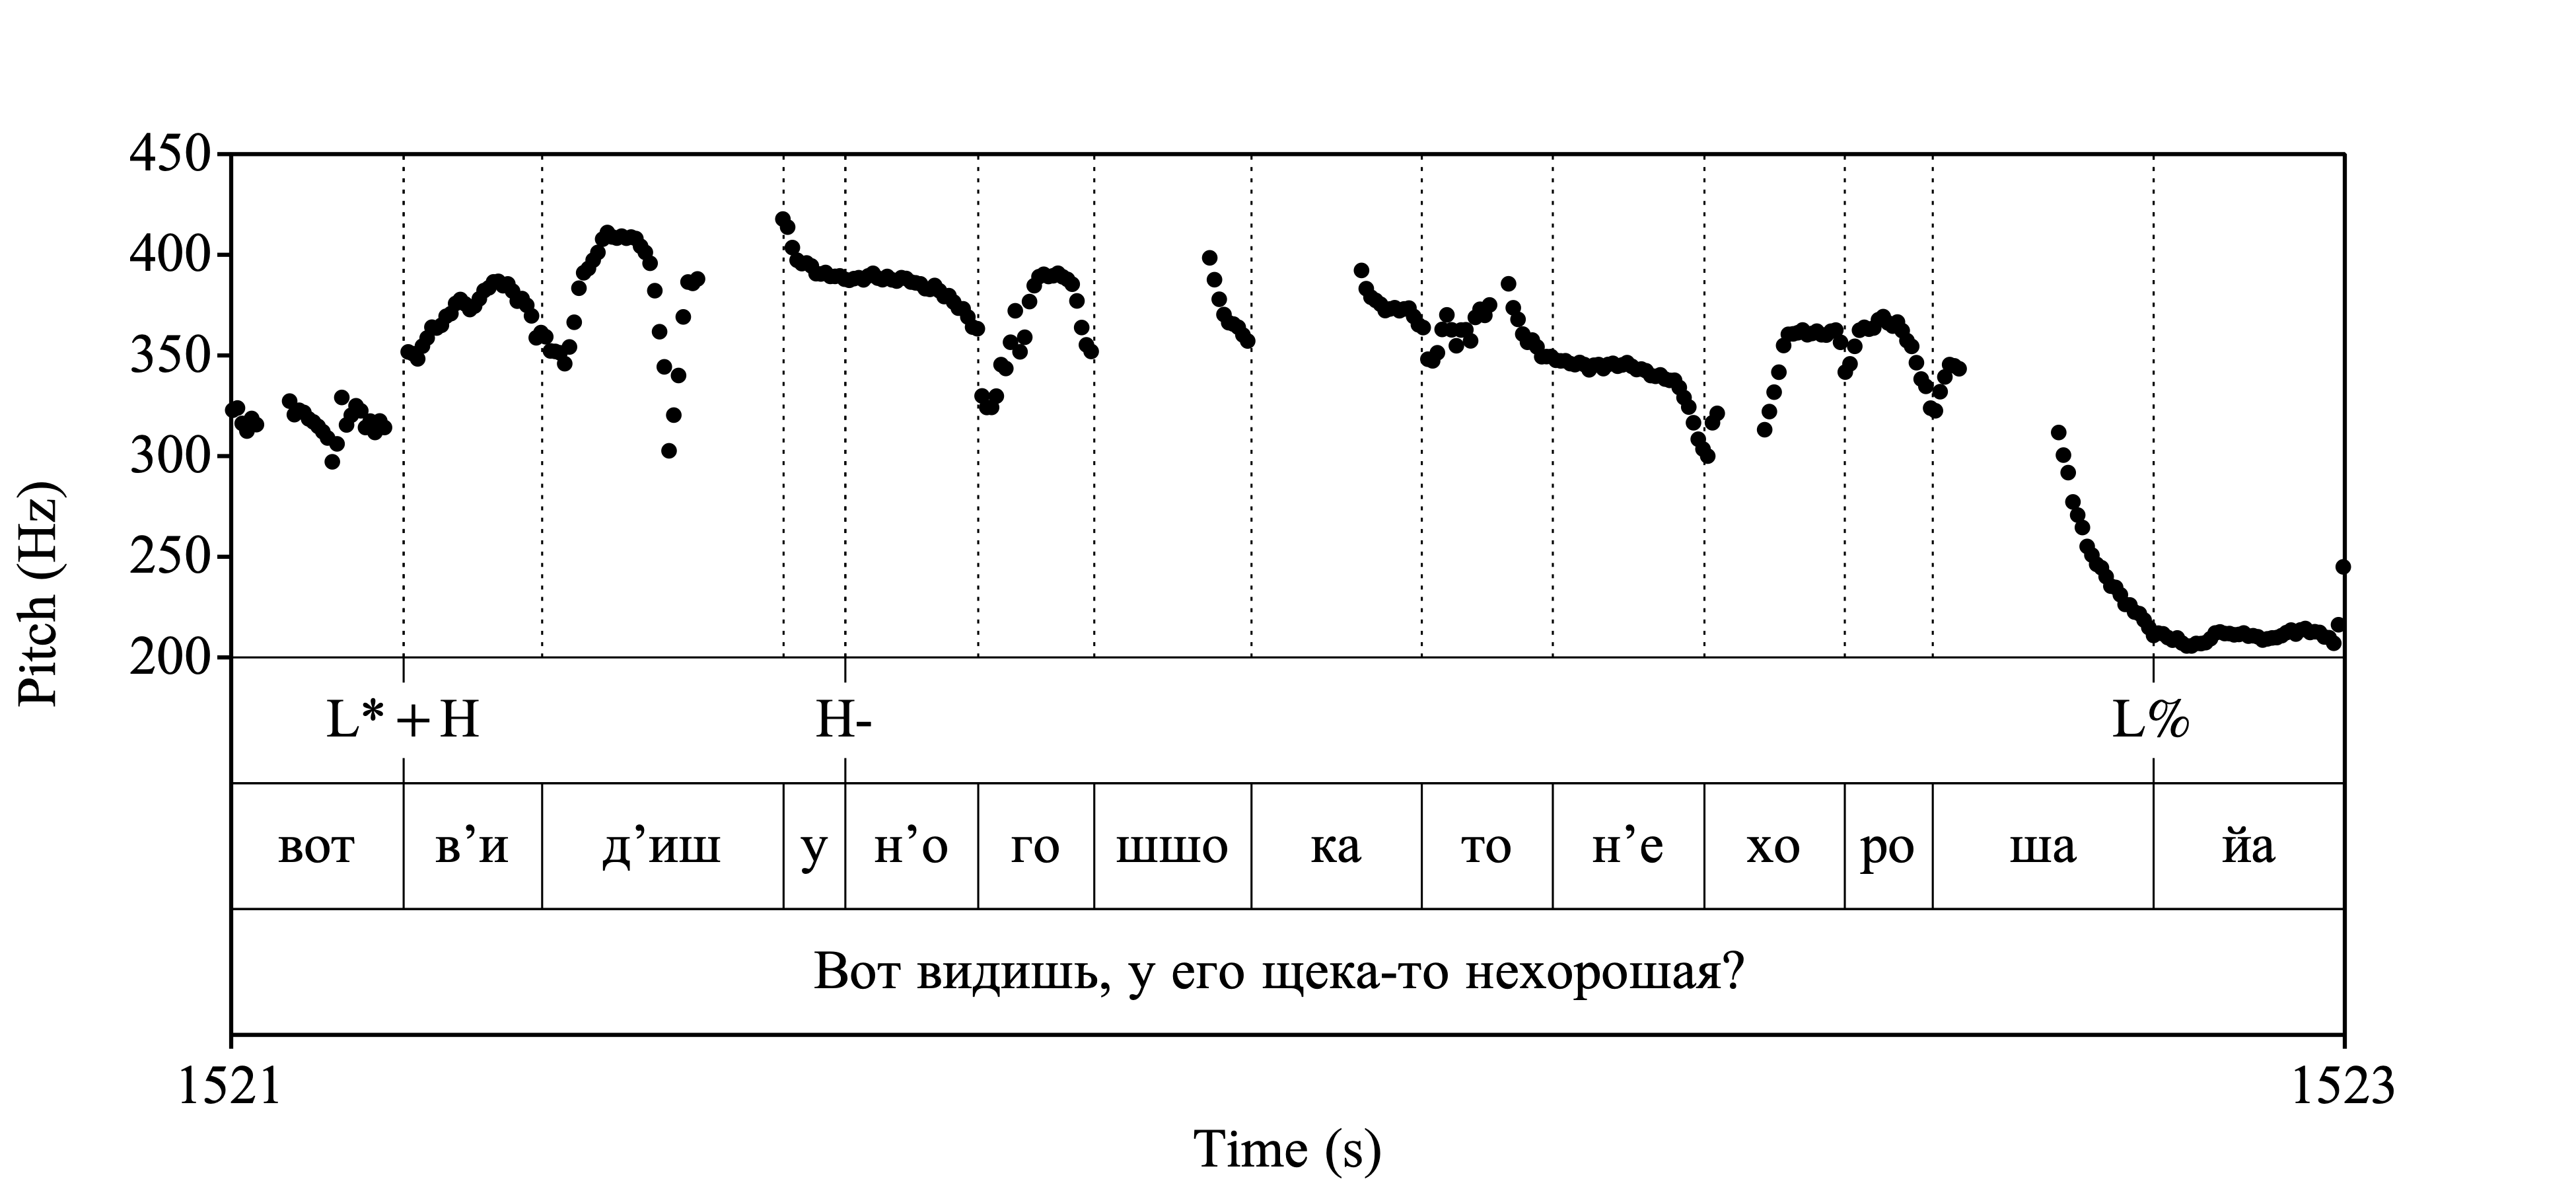 450
400
350
300
250
200
Pitch (Hz)
L*+H H- L%
вот в’и д’иш у н’о го шшо ка то н’е хо ро ша йа
Вот видишь, у его щека-то нехорошая?
1521 1523
Time (s)